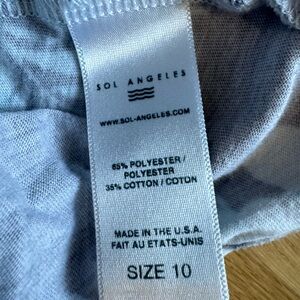 SOL ANGELES
WWW.SOL-ANGELES.COM
65% POLYESTER /
POLYESTER
35% COTTON / COTON
MADE IN THE U.S.A.
FAIT AU ETATS-UNIS
SIZE 10